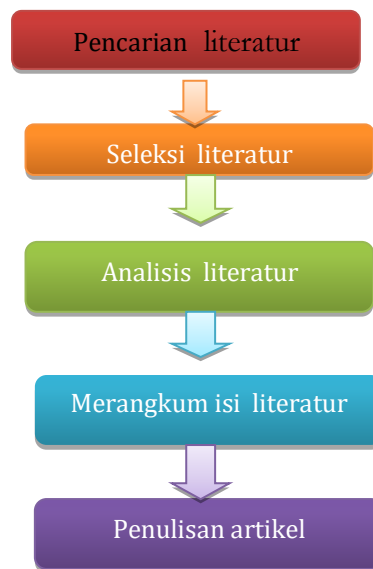 Pencarian literatur
Seleksi literatur
Analisis literatur
Merangkum isi literatur
Penulisan artikel